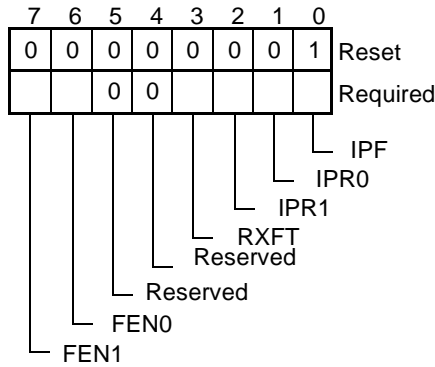 7 6 5 4 3 2 1 0
0 0 0 0 0 0 0 1 Reset
0 0 Required
IPF
IPR0
IPR1
RXFT
Reserved
Reserved
FEN0
FEN1